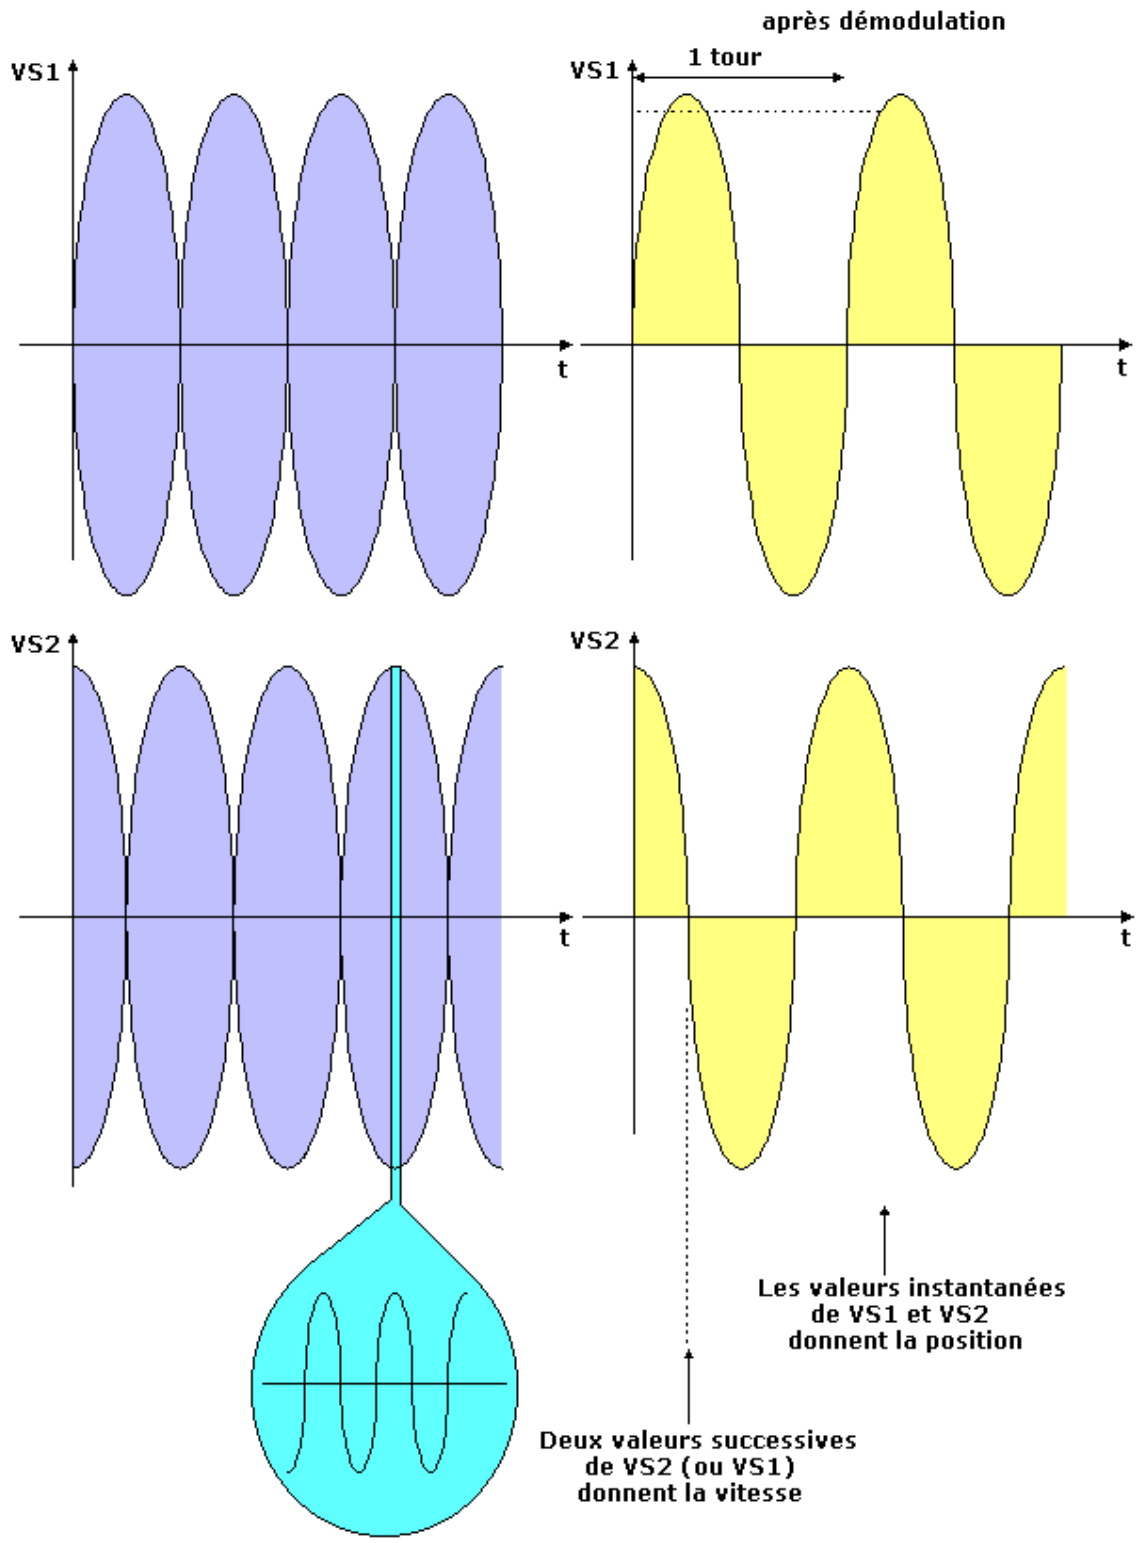 après démodulation
1 tour
VS1
VS1
t
t
VS2
VS2
t
t
Les valeurs instantanées
de VS1 et VS2
donnent la position
Deux valeurs successives
de VS2 (ou VS1)
donnent la vitesse